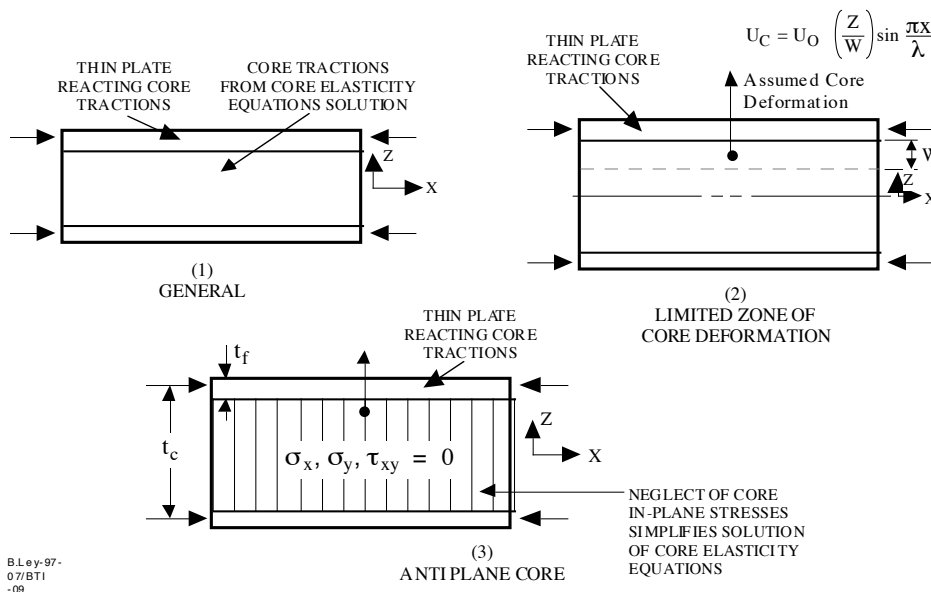 THIN PLATE
REACTING CORE
TRACTIONS
CORE TRACTIONS
FROM CORE ELASTICITY
EQUATIONS SOLUTION
Z
X
(1)
GENERAL
U_C = U_O (Z/W) sin πx/λ
THIN PLATE
REACTING CORE
TRACTIONS
Assumed Core
Deformation
W
Z
X
(2)
LIMITED ZONE OF
CORE DEFORMATION
THIN PLATE
REACTING CORE
TRACTIONS
t_f
t_c
σ_x, σ_y, τ_xy = 0
Z
X
NEGLECT OF CORE
IN-PLANE STRESSES
SIMPLIFIES SOLUTION
OF CORE ELASTICITY
EQUATIONS
(3)
ANTIPLANE CORE
B.Ley-97-
07/BTI
-09